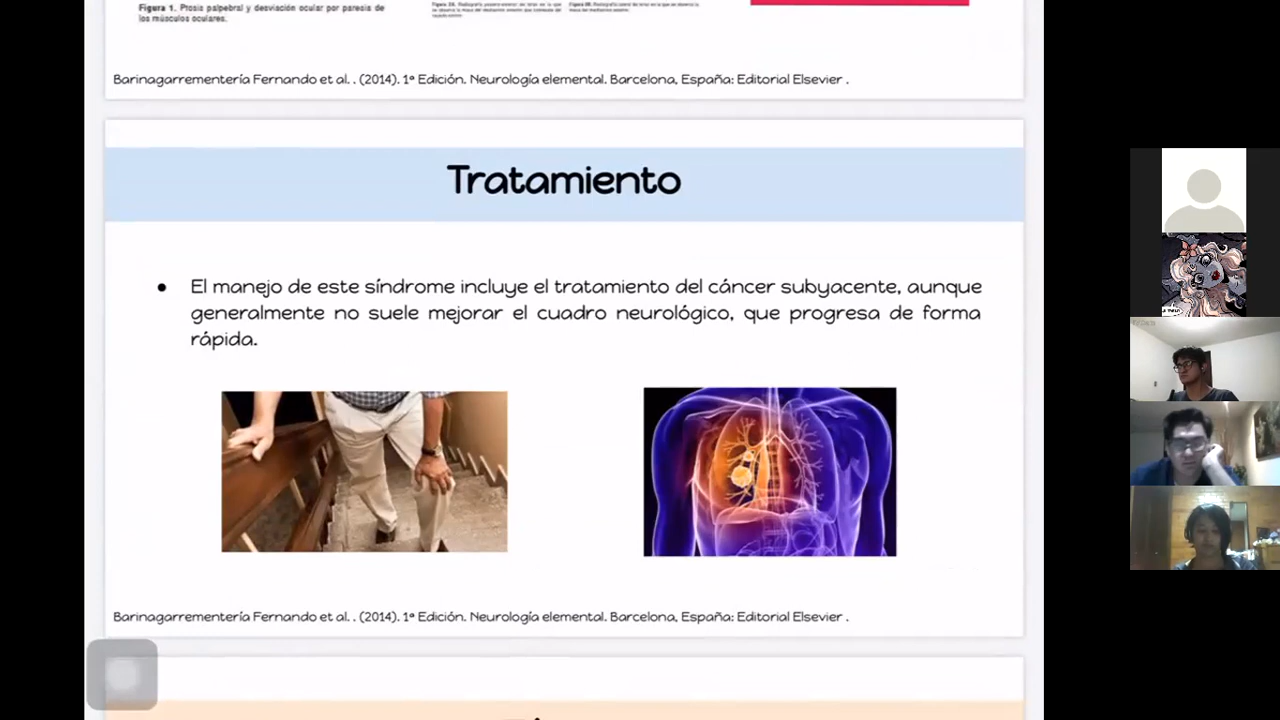 Figura 1. Ptosis palpebral y desviación ocular por paresia de
los músculos oculares.
Barinagarrementería Fernando et al. . (2014). 1ª Edición. Neurología elemental. Barcelona, España: Editorial Elsevier .
Tratamiento
● El manejo de este síndrome incluye el tratamiento del cáncer subyacente, aunque
generalmente no suele mejorar el cuadro neurológico, que progresa de forma
rápida.
Barinagarrementería Fernando et al. . (2014). 1ª Edición. Neurología elemental. Barcelona, España: Editorial Elsevier .